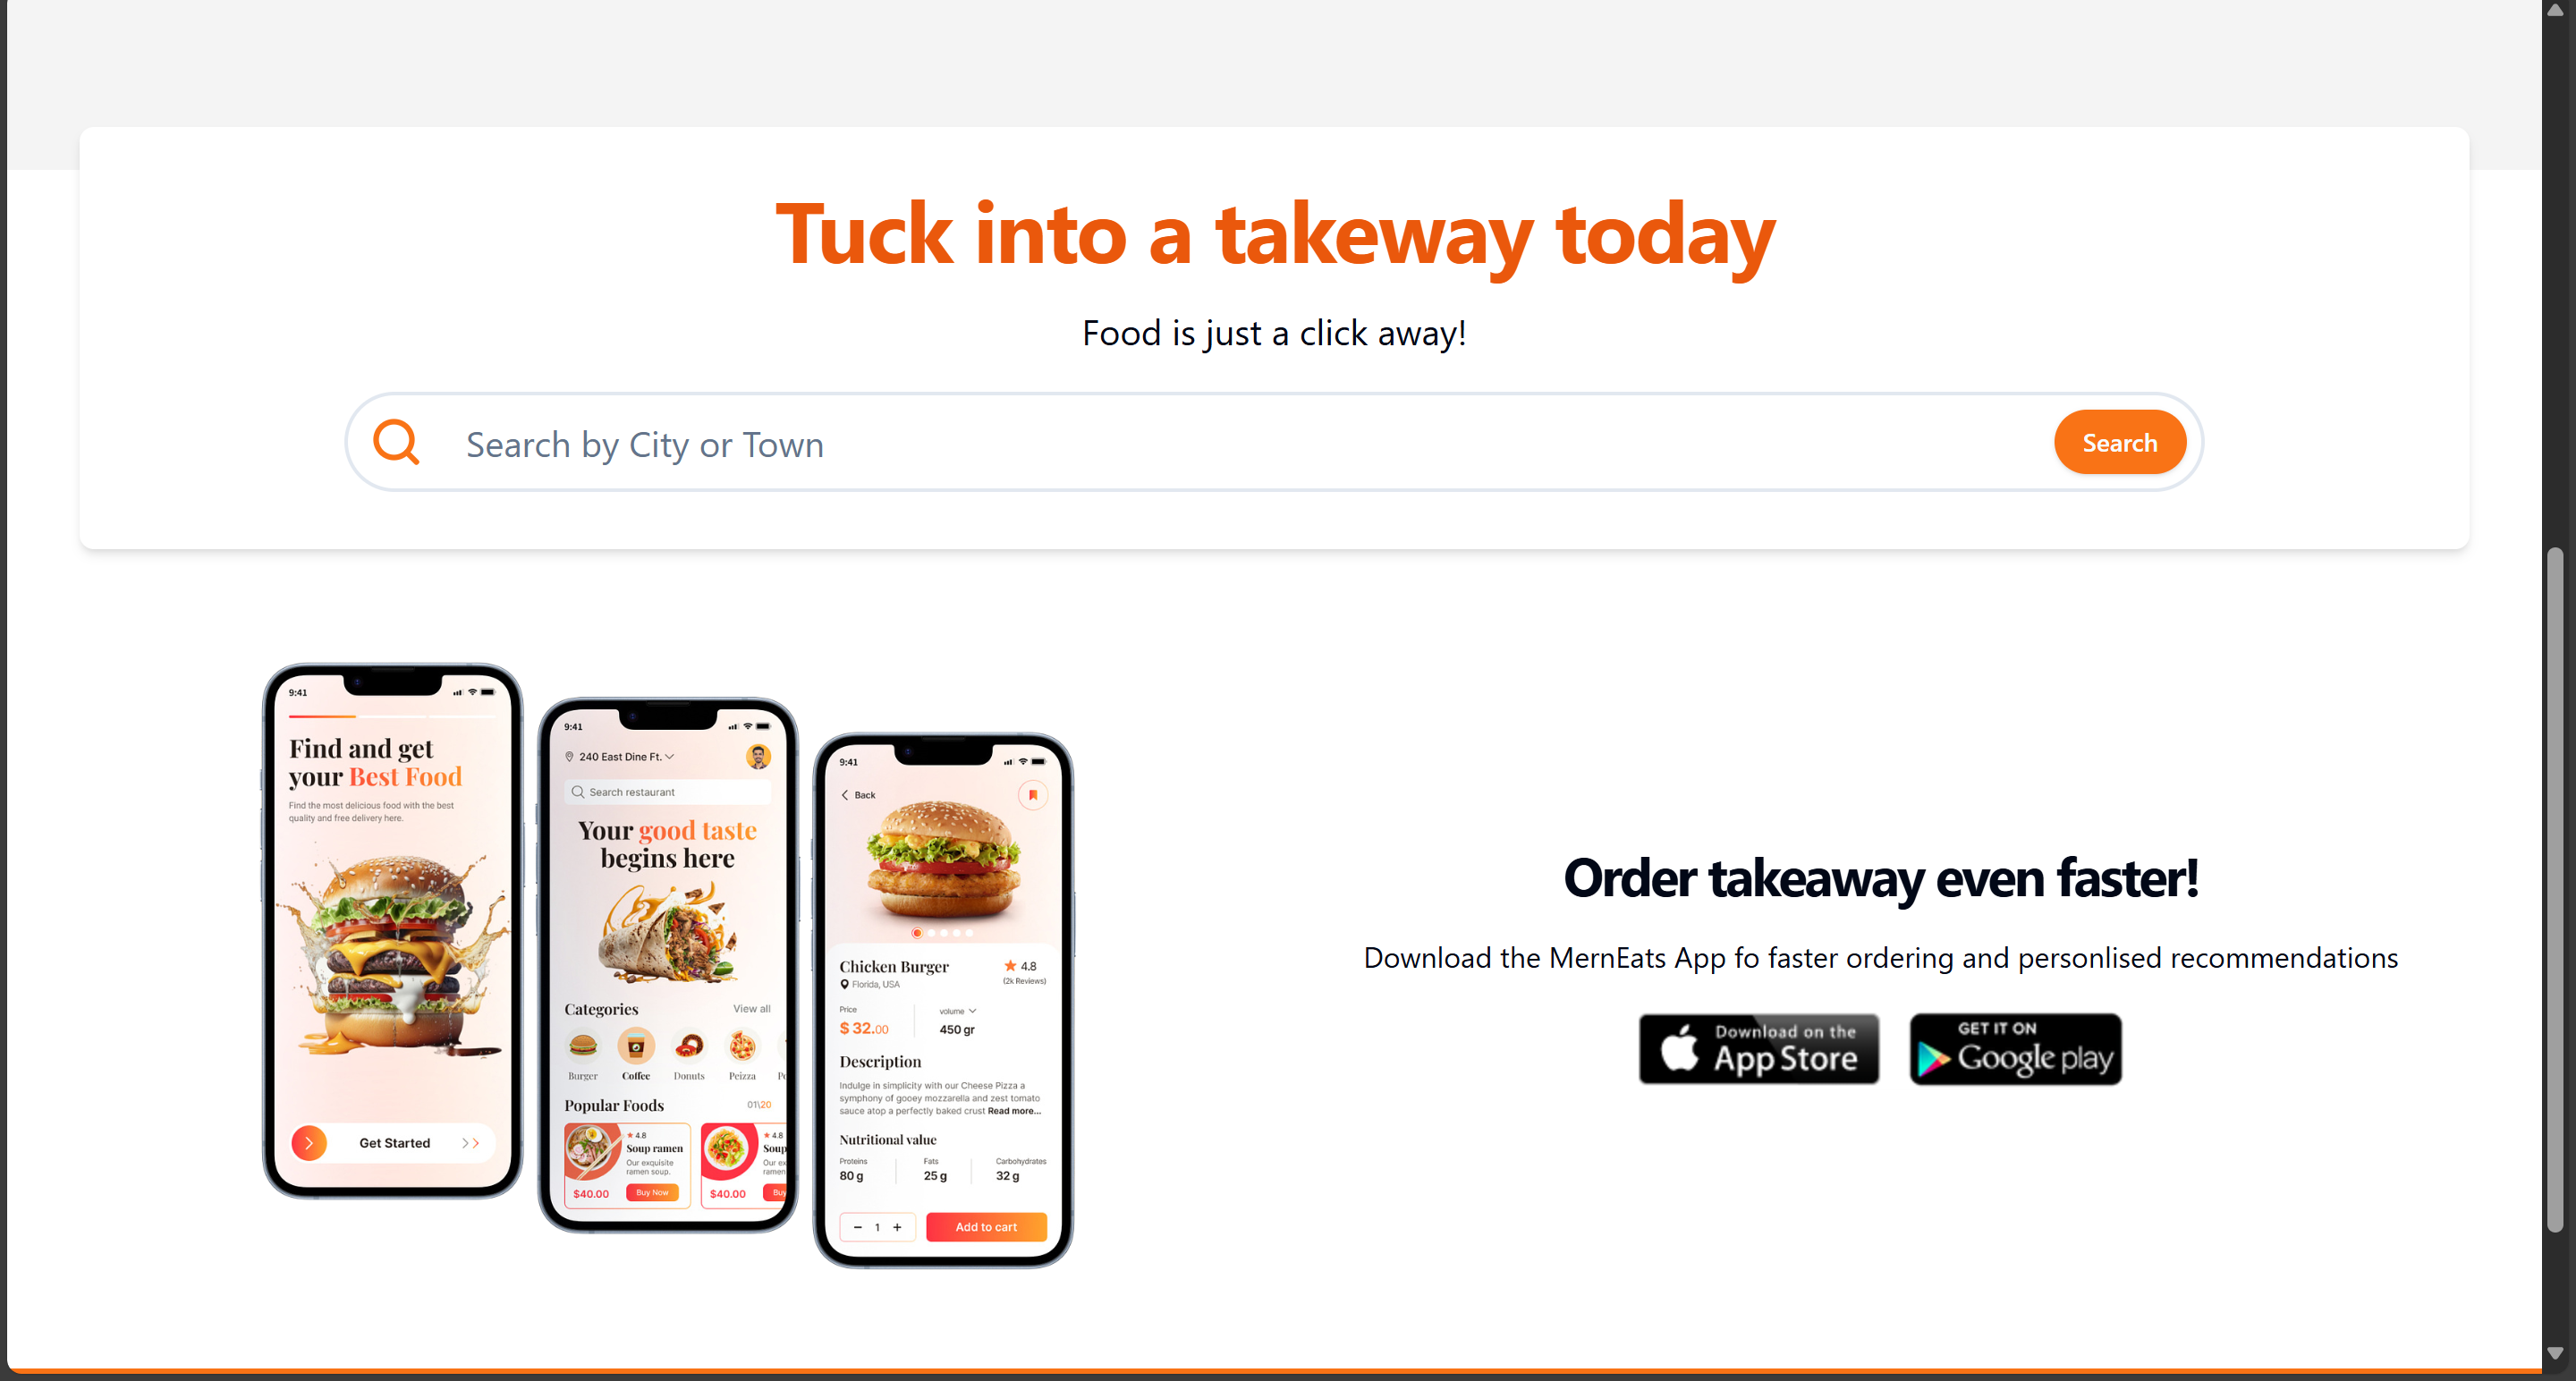 Tuck into a takeway today
Food is just a click away!
Search by City or Town
Search
9:41
Find and get
your Best Food
Find the most delicious food with the best
quality and free delivery here.
Get Started
9:41
240 East Dine Ft.
Search restaurant
Your good taste
begins here
Categories
View all
Burger
Coffee
Donuts
Peizza
Pe
Popular Foods
01\20
4.8
Soup ramen
Our exquisite
ramen soup.
$40.00
Buy Now
4.8
Soup
Our ex
ramen
$40.00
Buy
9:41
Back
Chicken Burger
4.8
Florida, USA
(2k Reviews)
Price
volume
$ 32.00
450 gr
Description
Indulge in simplicity with our Cheese Pizza a
symphony of gooey mozzarella and zest tomato
sauce atop a perfectly baked crust Read more...
Nutritional value
Proteins
Fats
Carbohydrates
80 g
25 g
32 g
− 1 +
Add to cart
Order takeaway even faster!
Download the MernEats App fo faster ordering and personlised recommendations
Download on the
App Store
GET IT ON
Google play